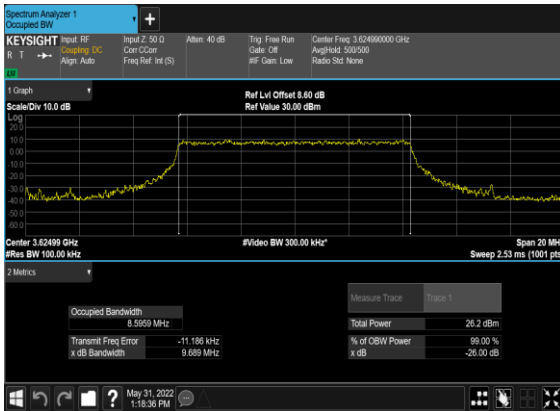 Spectrum Analyzer 1
Occupied BW
KEYSIGHT
R T
Input: RF
Coupling: DC
Align: Auto
Input Z: 50 Ω
Corr CCorr
Freq Ref: Int (S)
Atten: 40 dB
Trig: Free Run
Gate: Off
#IF Gain: Low
Center Freq: 3.624990000 GHz
Avg|Hold: 500/500
Radio Std: None
1 Graph
Scale/Div 10.0 dB
Ref Lvl Offset 8.60 dB
Ref Value 30.00 dBm
Log
20.0
10.0
0.00
-10.0
-20.0
-30.0
-40.0
-50.0
-60.0
Center 3.62499 GHz
#Res BW 100.00 kHz
#Video BW 300.00 kHz*
Span 20 MH
Sweep 2.53 ms (1001 pts
2 Metrics
Measure Trace
Trace 1
Occupied Bandwidth
8.5959 MHz
Total Power
26.2 dBm
Transmit Freq Error
-11.186 kHz
% of OBW Power
99.00 %
x dB Bandwidth
9.689 MHz
x dB
-26.00 dB
May 31, 2022
1:18:36 PM